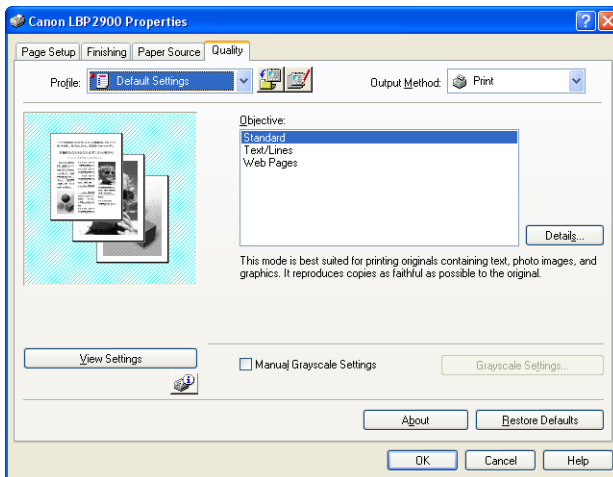 Canon LBP2900 Properties
Page Setup Finishing Paper Source Quality
Profile: Default Settings Output Method: Print
Objective:
Standard
Text/Lines
Web Pages
Details...
This mode is best suited for printing originals containing text, photo images, and
graphics. It reproduces copies as faithful as possible to the original.
View Settings
Manual Grayscale Settings Grayscale Settings...
About Restore Defaults
OK Cancel Help